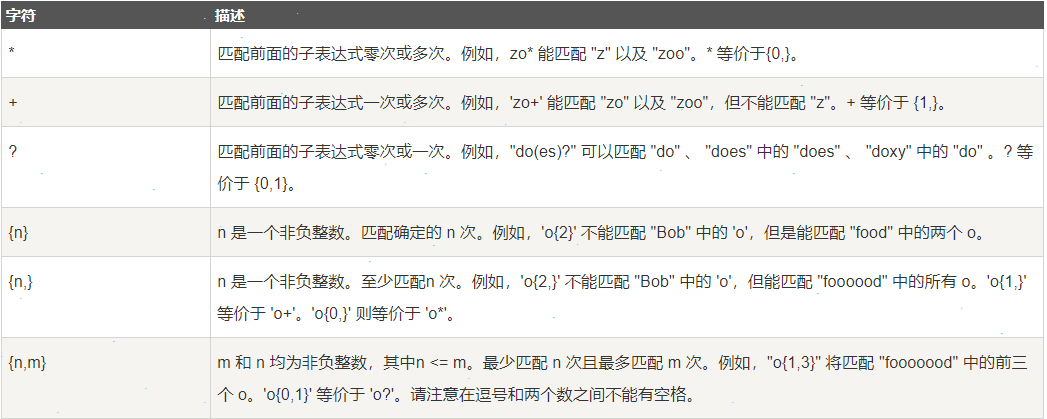 字符 描述
* 匹配前面的子表达式零次或多次。例如，zo* 能匹配 "z" 以及 "zoo"。* 等价于{0,}。
+ 匹配前面的子表达式一次或多次。例如，'zo+' 能匹配 "zo" 以及 "zoo"，但不能匹配 "z"。+ 等价于 {1,}。
? 匹配前面的子表达式零次或一次。例如，"do(es)?" 可以匹配 "do" 、 "does" 中的 "does" 、 "doxy" 中的 "do" 。? 等
价于 {0,1}。
{n} n 是一个非负整数。匹配确定的 n 次。例如，'o{2}' 不能匹配 "Bob" 中的 'o'，但是能匹配 "food" 中的两个 o。
{n,} n 是一个非负整数。至少匹配n 次。例如，'o{2,}' 不能匹配 "Bob" 中的 'o'，但能匹配 "foooood" 中的所有 o。'o{1,}'
等价于 'o+'。'o{0,}' 则等价于 'o*'。
{n,m} m 和 n 均为非负整数，其中n <= m。最少匹配 n 次且最多匹配 m 次。例如，"o{1,3}" 将匹配 "fooooood" 中的前三
个 o。'o{0,1}' 等价于 'o?'。请注意在逗号和两个数之间不能有空格。